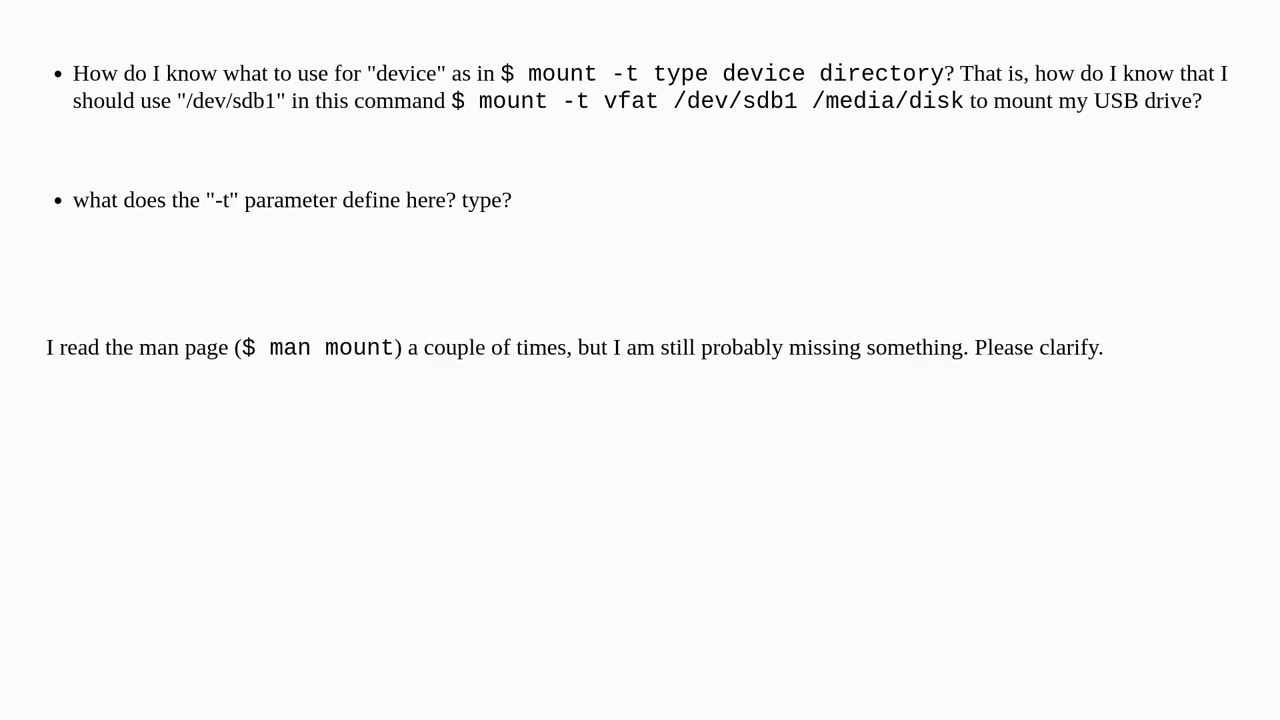 • How do I know what to use for "device" as in $ mount -t type device directory? That is, how do I know that I
should use "/dev/sdb1" in this command $ mount -t vfat /dev/sdb1 /media/disk to mount my USB drive?
• what does the "-t" parameter define here? type?
I read the man page ($ man mount) a couple of times, but I am still probably missing something. Please clarify.